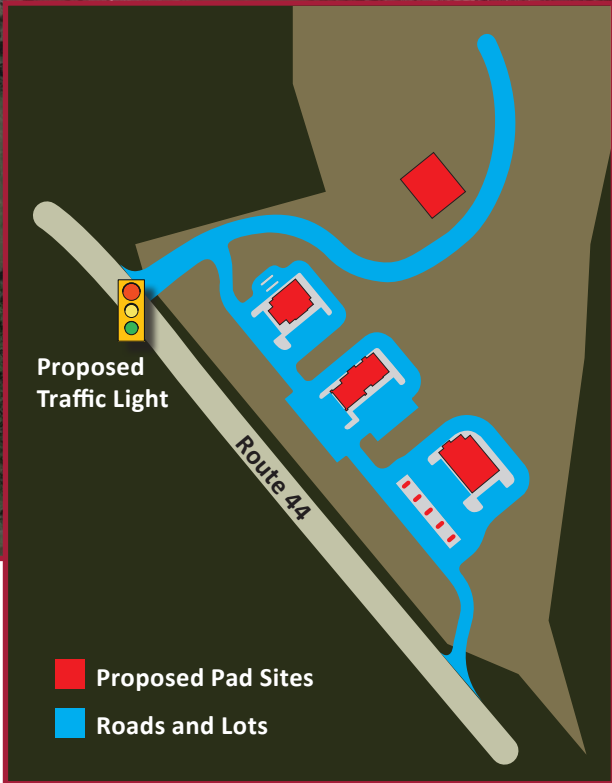 Proposed
Traffic Light
Route 44
Proposed Pad Sites
Roads and Lots